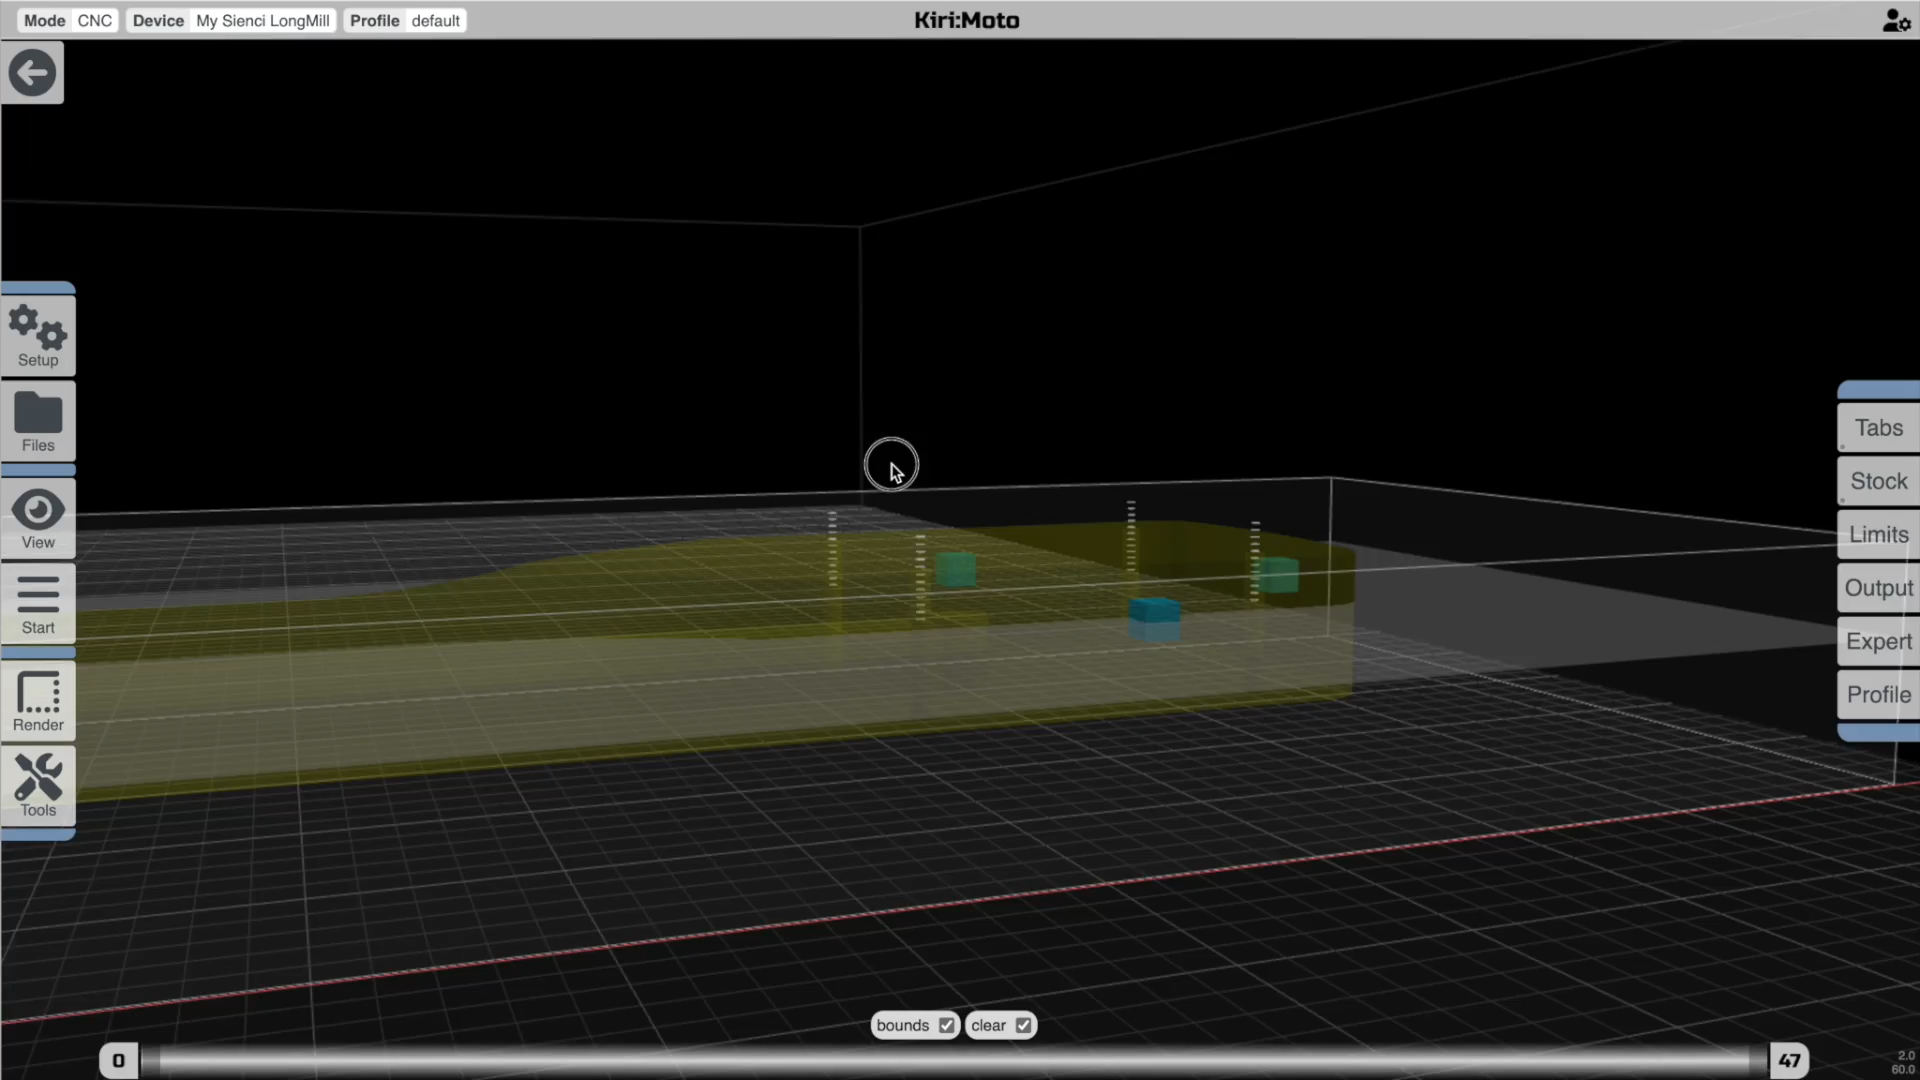 Mode CNC Device My Sienci LongMill Profile default Kiri:Moto
Setup
Files
View
Start
Render
Tools
Tabs
Stock
Limits
Output
Expert
Profile
bounds clear
0 47
2.0
60.0